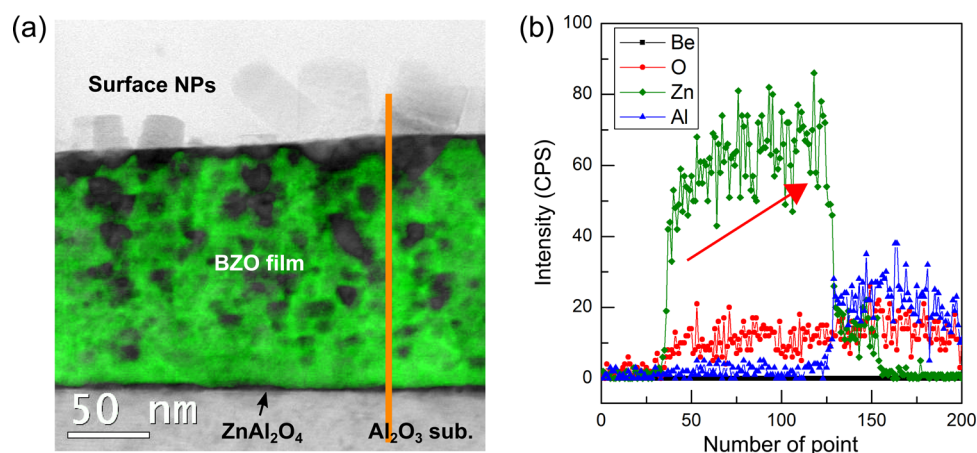 (a)
Surface NPs
BZO film
50 nm
ZnAl₂O₄
Al₂O₃ sub.
(b)
Be
O
Zn
Al
100
80
60
40
20
0
Intensity (CPS)
0 50 100 150 200
Number of point